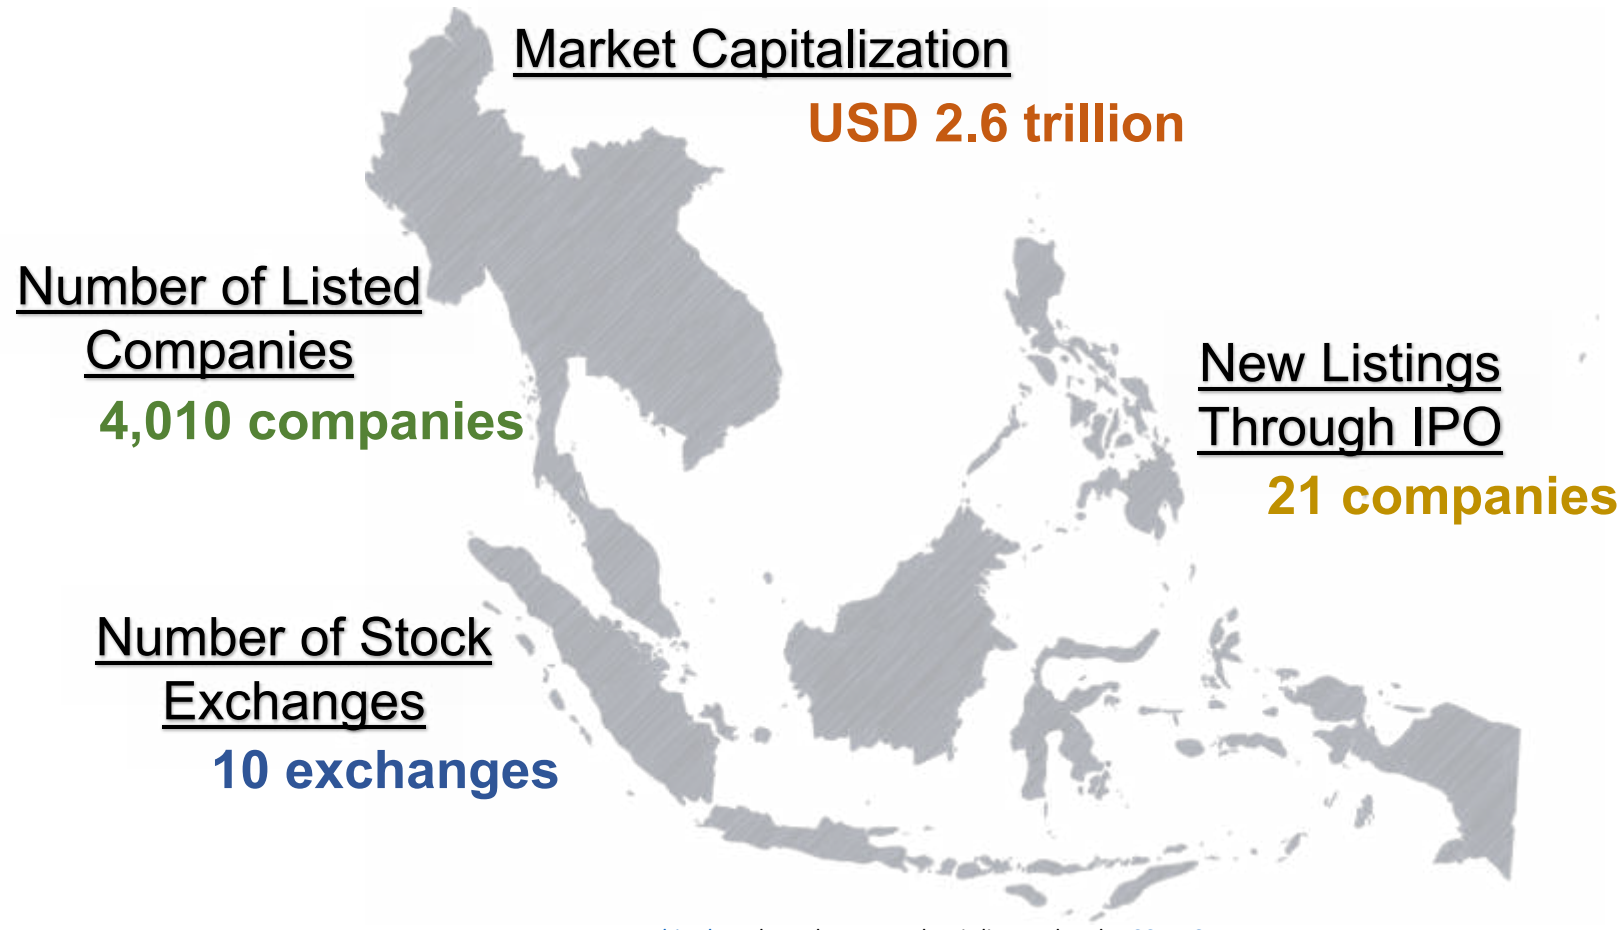 Market Capitalization
USD 2.6 trillion
Number of Listed
Companies
4,010 companies
New Listings
Through IPO
21 companies
Number of Stock
Exchanges
10 exchanges